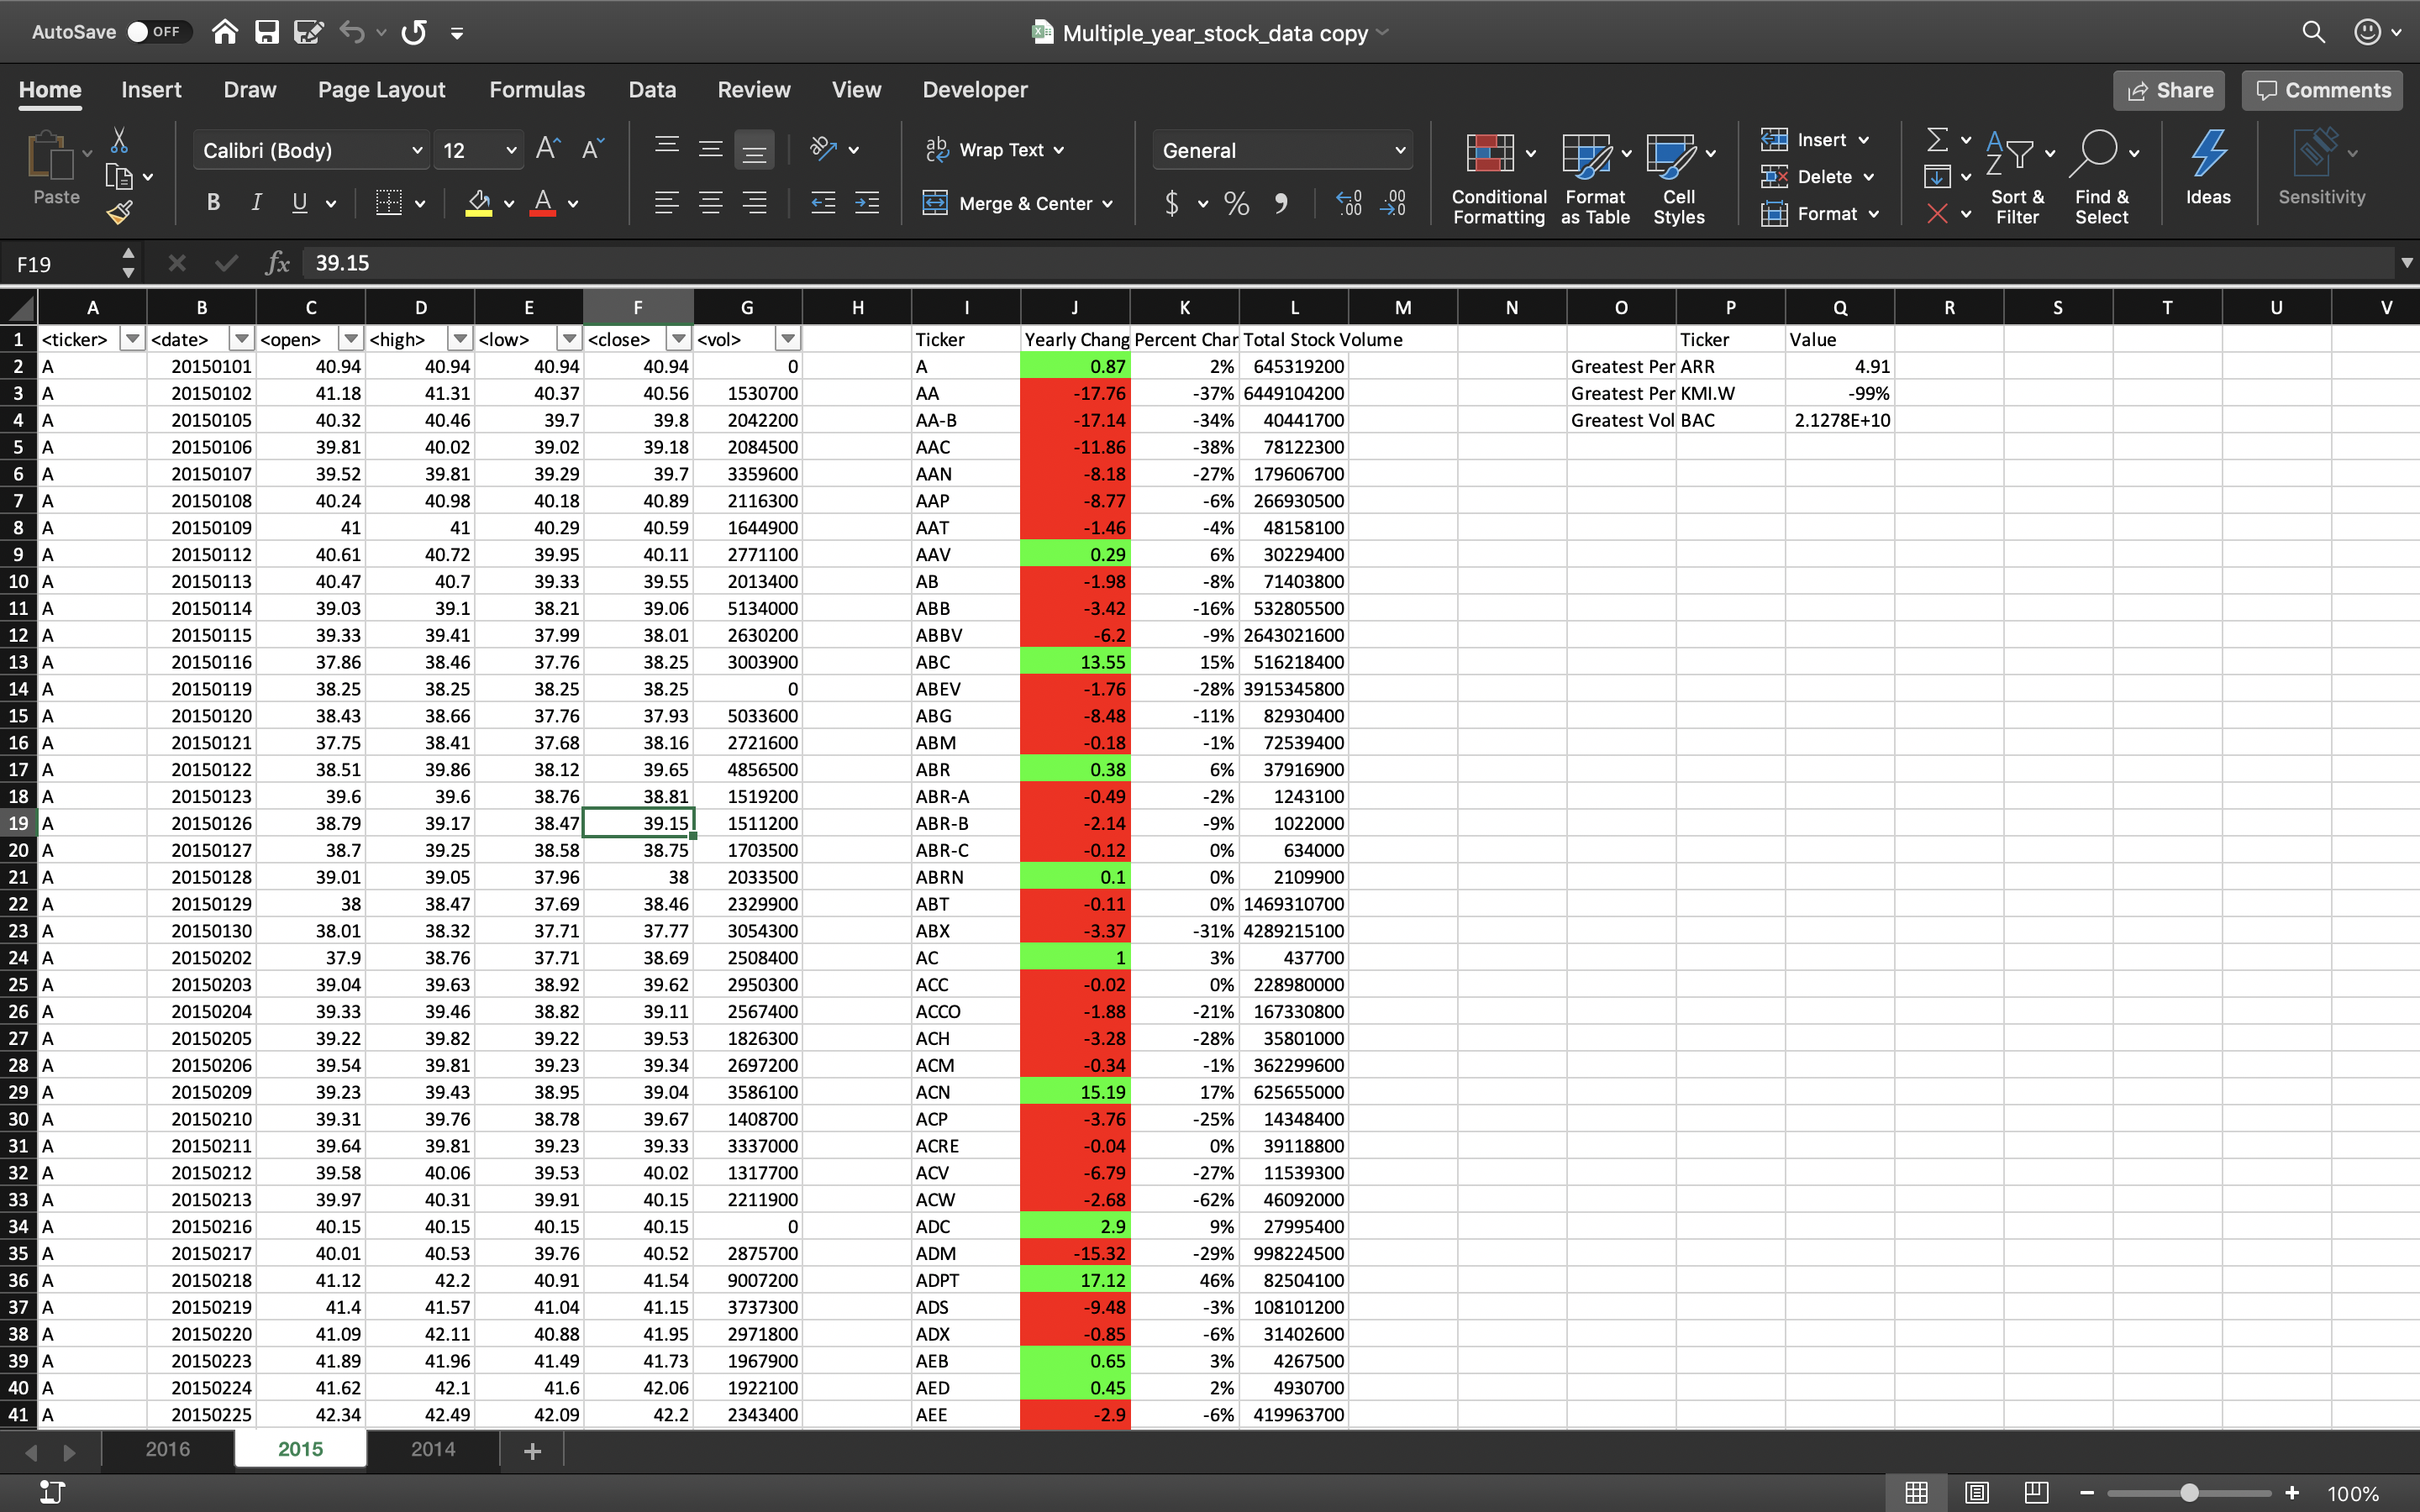 AutoSave OFF Multiple_year_stock_data copy
Home Insert Draw Page Layout Formulas Data Review View Developer Share Comments
Paste Calibri (Body) 12 A A Wrap Text General Conditional Formatting Format as Table Cell Styles Insert Delete Format Sort & Filter Find & Select Ideas Sensitivity
B I U A Merge & Center $ %
F19 fx 39.15
A B C D E F G H I J K L M N O P Q R S T U V
1 <ticker> <date> <open> <high> <low> <close> <vol> Ticker Yearly Chang Percent Char Total Stock Volume Ticker Value
2 A 20150101 40.94 40.94 40.94 40.94 0 A 0.87 2% 645319200 Greatest Per ARR 4.91
3 A 20150102 41.18 41.31 40.37 40.56 1530700 AA -17.76 -37% 6449104200 Greatest Per KMI.W -99%
4 A 20150105 40.32 40.46 39.7 39.8 2042200 AA-B -17.14 -34% 40441700 Greatest Vol BAC 2.1278E+10
5 A 20150106 39.81 40.02 39.02 39.18 2084500 AAC -11.86 -38% 78122300
6 A 20150107 39.52 39.81 39.29 39.7 3359600 AAN -8.18 -27% 179606700
7 A 20150108 40.24 40.98 40.18 40.89 2116300 AAP -8.77 -6% 266930500
8 A 20150109 41 41 40.29 40.59 1644900 AAT -1.46 -4% 48158100
9 A 20150112 40.61 40.72 39.95 40.11 2771100 AAV 0.29 6% 30229400
10 A 20150113 40.47 40.7 39.33 39.55 2013400 AB -1.98 -8% 71403800
11 A 20150114 39.03 39.1 38.21 39.06 5134000 ABB -3.42 -16% 532805500
12 A 20150115 39.33 39.41 37.99 38.01 2630200 ABBV -6.2 -9% 2643021600
13 A 20150116 37.86 38.46 37.76 38.25 3003900 ABC 13.55 15% 516218400
14 A 20150119 38.25 38.25 38.25 38.25 0 ABEV -1.76 -28% 3915345800
15 A 20150120 38.43 38.66 37.76 37.93 5033600 ABG -8.48 -11% 82930400
16 A 20150121 37.75 38.41 37.68 38.16 2721600 ABM -0.18 -1% 72539400
17 A 20150122 38.51 39.86 38.12 39.65 4856500 ABR 0.38 6% 37916900
18 A 20150123 39.6 39.6 38.76 38.81 1519200 ABR-A -0.49 -2% 1243100
19 A 20150126 38.79 39.17 38.47 39.15 1511200 ABR-B -2.14 -9% 1022000
20 A 20150127 38.7 39.25 38.58 38.75 1703500 ABR-C -0.12 0% 634000
21 A 20150128 39.01 39.05 37.96 38 2033500 ABRN 0.1 0% 2109900
22 A 20150129 38 38.47 37.69 38.46 2329900 ABT -0.11 0% 1469310700
23 A 20150130 38.01 38.32 37.71 37.77 3054300 ABX -3.37 -31% 4289215100
24 A 20150202 37.9 38.76 37.71 38.69 2508400 AC 1 3% 437700
25 A 20150203 39.04 39.63 38.92 39.62 2950300 ACC -0.02 0% 228980000
26 A 20150204 39.33 39.46 38.82 39.11 2567400 ACCO -1.88 -21% 167330800
27 A 20150205 39.22 39.82 39.22 39.53 1826300 ACH -3.28 -28% 35801000
28 A 20150206 39.54 39.81 39.23 39.34 2697200 ACM -0.34 -1% 362299600
29 A 20150209 39.23 39.43 38.95 39.04 3586100 ACN 15.19 17% 625655000
30 A 20150210 39.31 39.76 38.78 39.67 1408700 ACP -3.76 -25% 14348400
31 A 20150211 39.64 39.81 39.23 39.33 3337000 ACRE -0.04 0% 39118800
32 A 20150212 39.58 40.06 39.53 40.02 1317700 ACV -6.79 -27% 11539300
33 A 20150213 39.97 40.31 39.91 40.15 2211900 ACW -2.68 -62% 46092000
34 A 20150216 40.15 40.15 40.15 40.15 0 ADC 2.9 9% 27995400
35 A 20150217 40.01 40.53 39.76 40.52 2875700 ADM -15.32 -29% 998224500
36 A 20150218 41.12 42.2 40.91 41.54 9007200 ADPT 17.12 46% 82504100
37 A 20150219 41.4 41.57 41.04 41.15 3737300 ADS -9.48 -3% 108101200
38 A 20150220 41.09 42.11 40.88 41.95 2971800 ADX -0.85 -6% 31402600
39 A 20150223 41.89 41.96 41.49 41.73 1967900 AEB 0.65 3% 4267500
40 A 20150224 41.62 42.1 41.6 42.06 1922100 AED 0.45 2% 4930700
41 A 20150225 42.34 42.49 42.09 42.2 2343400 AEE -2.9 -6% 419963700
2016 2015 2014 +
100%